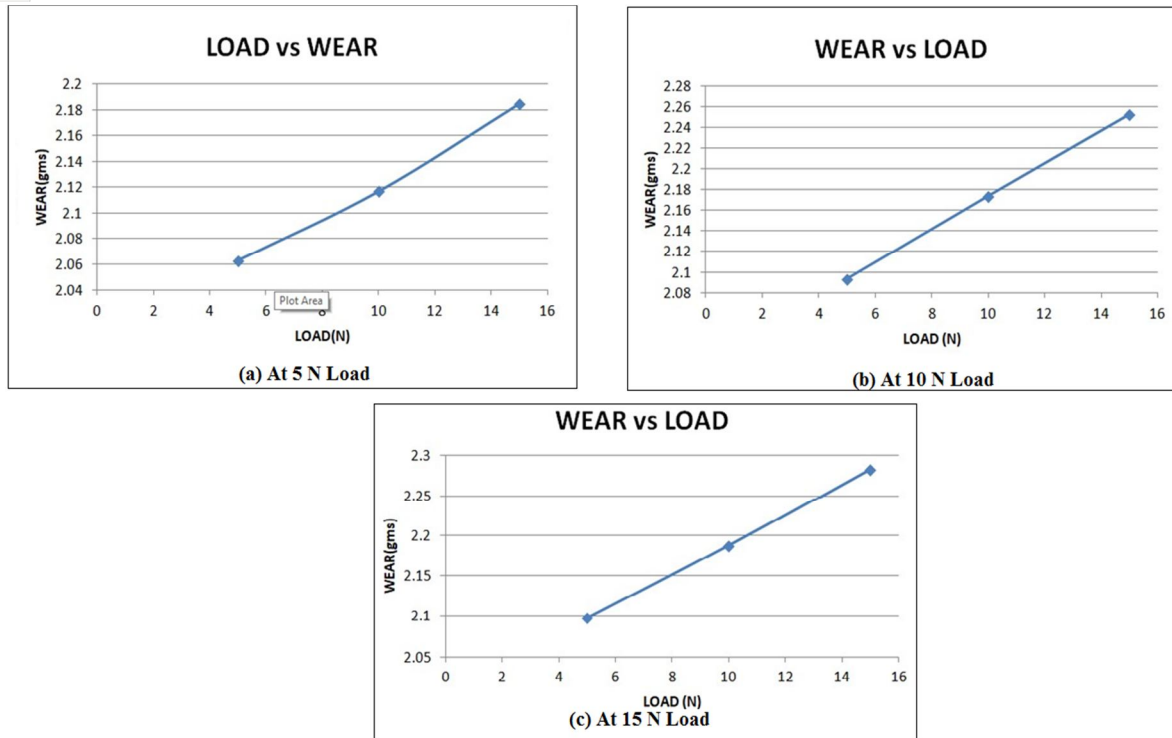 LOAD vs WEAR
2.2
2.18
2.16
2.14
2.12
2.1
2.08
2.06
2.04
WEAR(gms)
Plot Area
0 2 4 6 8 10 12 14 16
LOAD(N)
(a) At 5 N Load
WEAR vs LOAD
2.28
2.26
2.24
2.22
2.2
2.18
2.16
2.14
2.12
2.1
2.08
WEAR(gms)
0 2 4 6 8 10 12 14 16
LOAD (N)
(b) At 10 N Load
WEAR vs LOAD
2.3
2.25
2.2
2.15
2.1
2.05
WEAR(gms)
0 2 4 6 8 10 12 14 16
LOAD (N)
(c) At 15 N Load